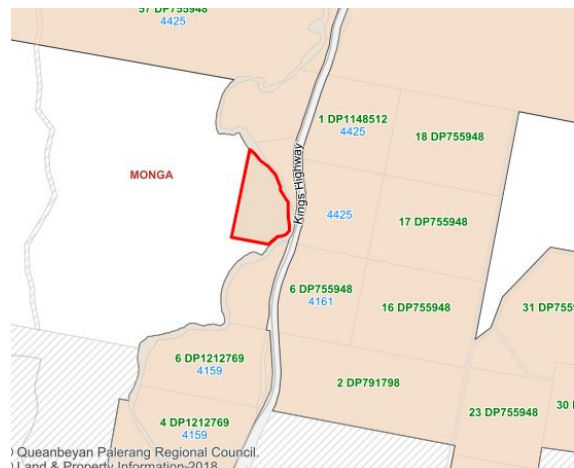 57 DP755948
4425
1 DP1148512
4425
18 DP755948
MONGA
Kings Highway
4425
17 DP755948
6 DP755948
4161
16 DP755948
31 DP755
6 DP1212769
4159
2 DP791798
4 DP1212769
4159
23 DP755948
30 D
Queanbeyan Palerang Regional Council.
Land & Property Information 2018